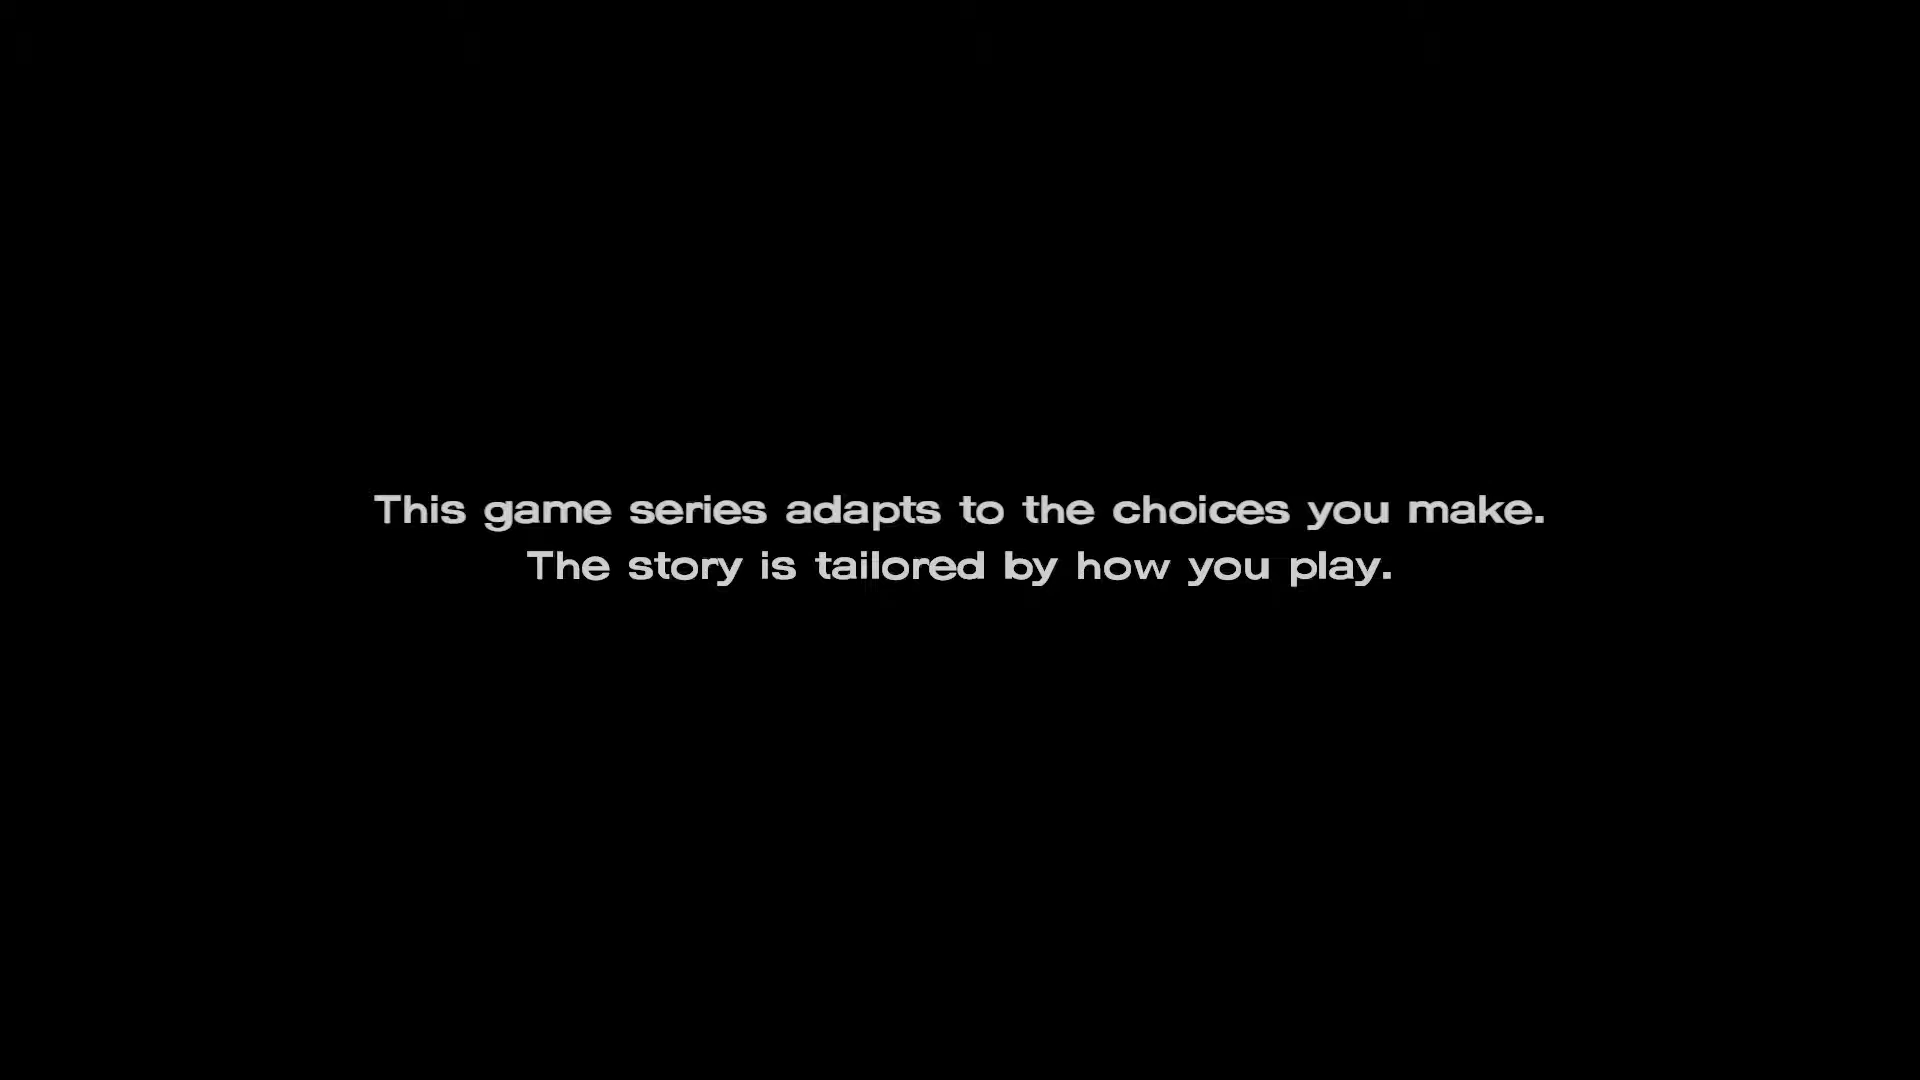 This game series adapts to the choices you make.
The story is tailored by how you play.